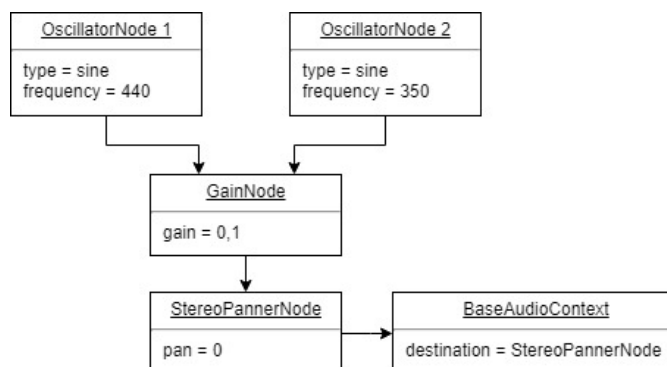 OscillatorNode 1
type = sine
frequency = 440
OscillatorNode 2
type = sine
frequency = 350
GainNode
gain = 0,1
StereoPannerNode
pan = 0
BaseAudioContext
destination = StereoPannerNode